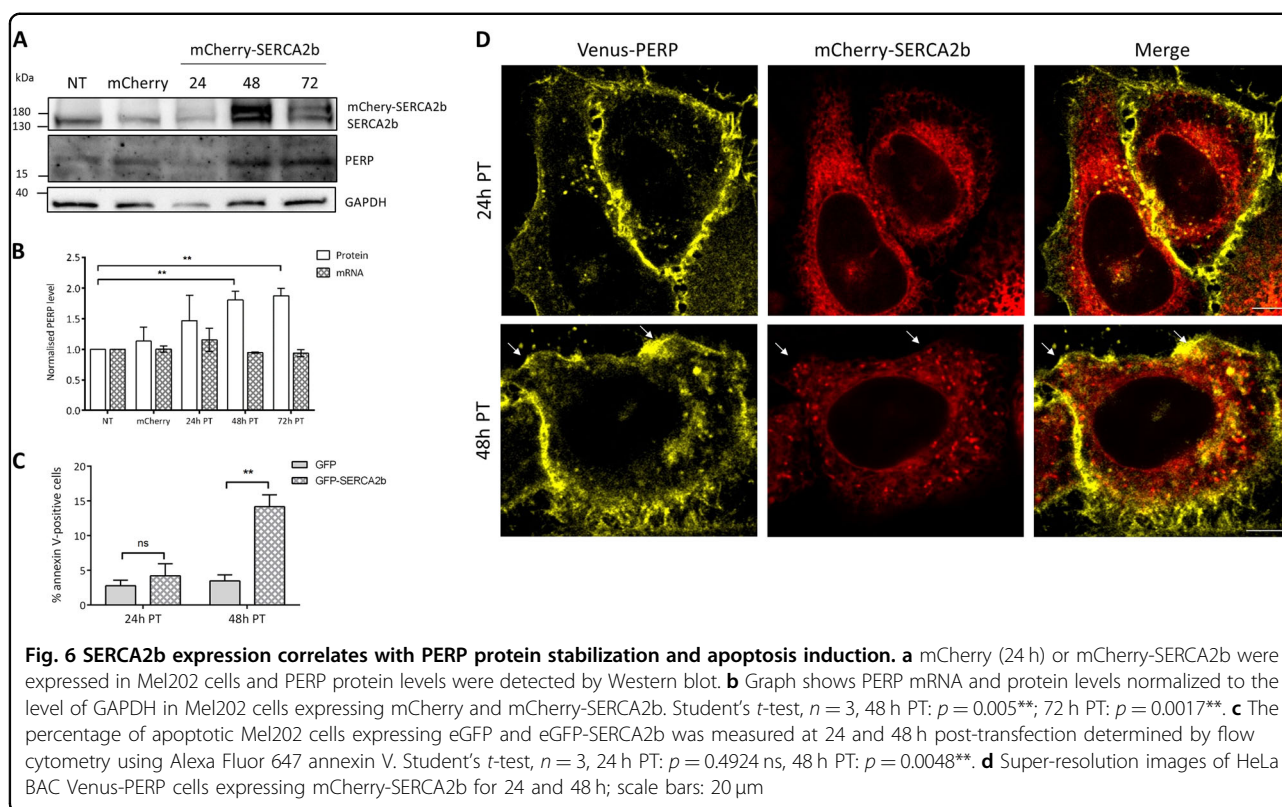 A
mCherry-SERCA2b
kDa
NT mCherry 24 48 72
180
130
mChery-SERCA2b
SERCA2b
PERP
15
40
GAPDH
B
Normalised PERP level
2.5
2.0
1.5
1.0
0.5
0.0
**
**
Protein
mRNA
NT mCherry 24h PT 48h PT 72h PT
C
% annexin V-positive cells
20
15
10
5
0
GFP
GFP-SERCA2b
ns
**
24h PT 48h PT
D
Venus-PERP mCherry-SERCA2b Merge
24h PT
48h PT
Fig. 6 SERCA2b expression correlates with PERP protein stabilization and apoptosis induction. a mCherry (24 h) or mCherry-SERCA2b were
expressed in Mel202 cells and PERP protein levels were detected by Western blot. b Graph shows PERP mRNA and protein levels normalized to the
level of GAPDH in Mel202 cells expressing mCherry and mCherry-SERCA2b. Student's t-test, n = 3, 48 h PT: p = 0.005**; 72 h PT: p = 0.0017**. c The
percentage of apoptotic Mel202 cells expressing eGFP and eGFP-SERCA2b was measured at 24 and 48 h post-transfection determined by flow
cytometry using Alexa Fluor 647 annexin V. Student's t-test, n = 3, 24 h PT: p = 0.4924 ns, 48 h PT: p = 0.0048**. d Super-resolution images of HeLa
BAC Venus-PERP cells expressing mCherry-SERCA2b for 24 and 48 h; scale bars: 20 μm